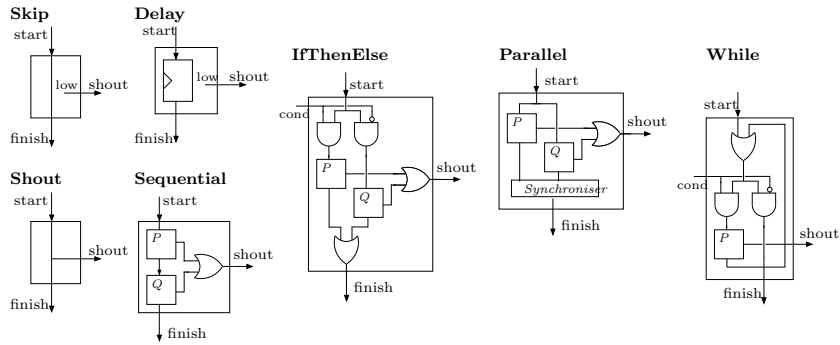 Skip
start
low
shout
finish
Delay
start
low
shout
finish
IfThenElse
start
cond
P
Q
shout
finish
Parallel
start
P
Q
shout
Synchroniser
finish
While
start
cond
P
shout
finish
Shout
start
shout
finish
Sequential
start
P
Q
shout
finish